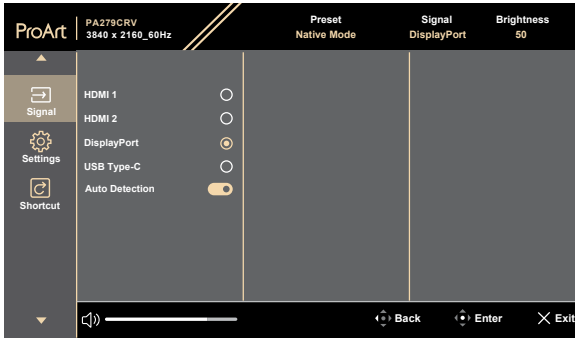 ProArt
PA279CRV
3840 x 2160_60Hz
Preset
Native Mode
Signal
DisplayPort
Brightness
50
Signal
Settings
Shortcut
HDMI 1
HDMI 2
DisplayPort
USB Type-C
Auto Detection
Back
Enter
Exit